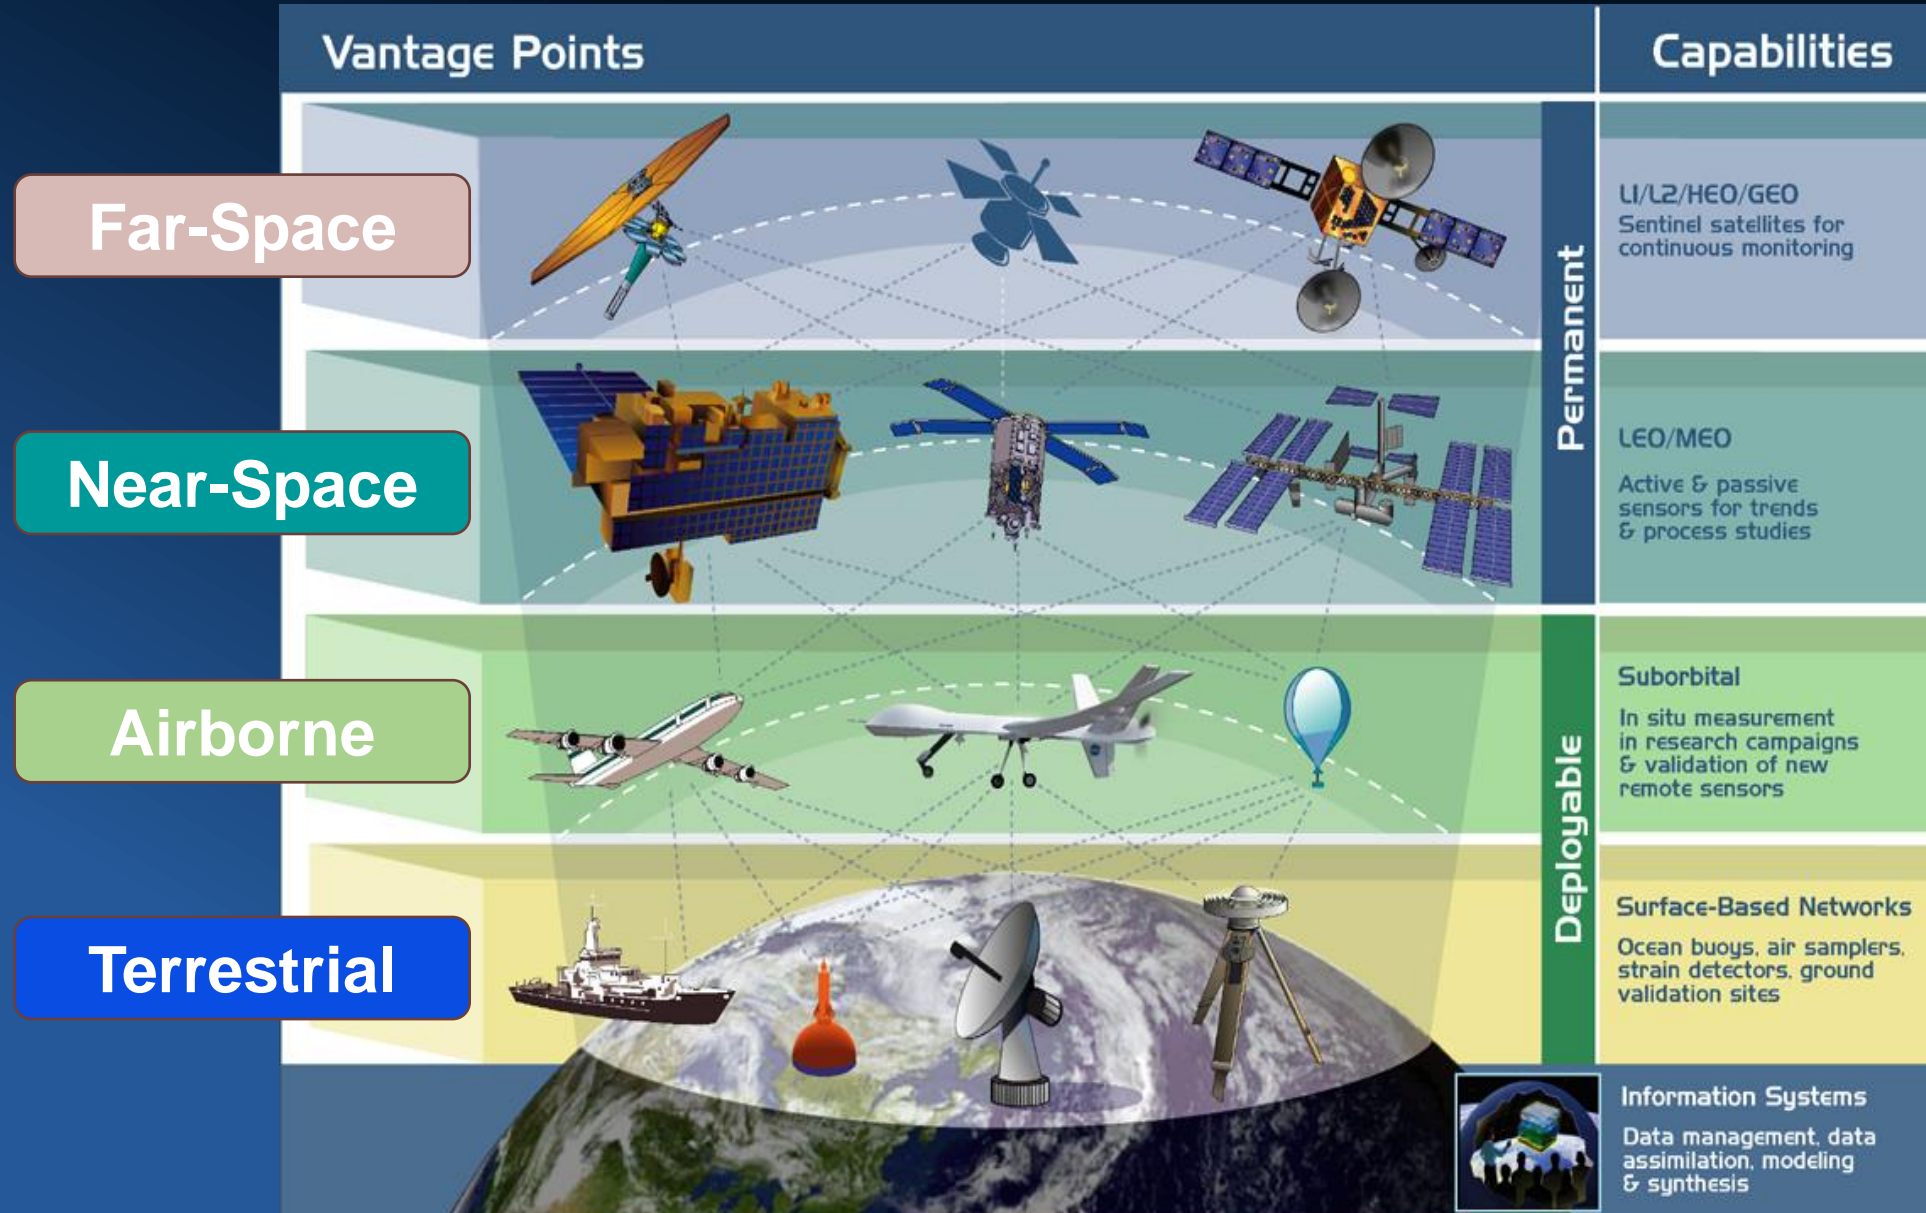 Vantage Points
Capabilities
Far-Space
L1/L2/HEO/GEO
Sentinel satellites for
continuous monitoring
Permanent
Near-Space
LEO/MEO
Active & passive
sensors for trends
& process studies
Airborne
Suborbital
In situ measurement
in research campaigns
& validation of new
remote sensors
Deployable
Terrestrial
Surface-Based Networks
Ocean buoys, air samplers,
strain detectors, ground
validation sites
Information Systems
Data management, data
assimilation, modeling
& synthesis